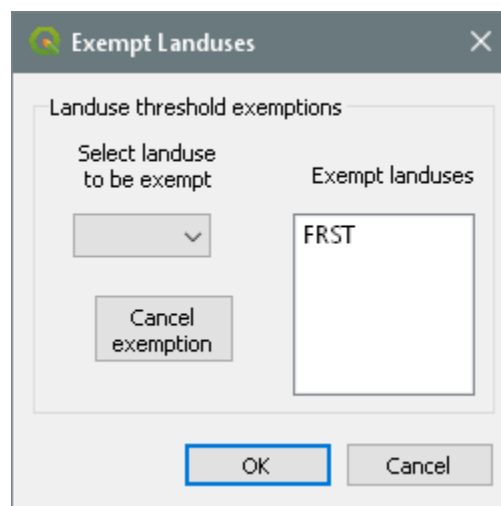 Exempt Landuses
Landuse threshold exemptions
Select landuse
to be exempt
Exempt landuses
FRST
Cancel
exemption
OK
Cancel